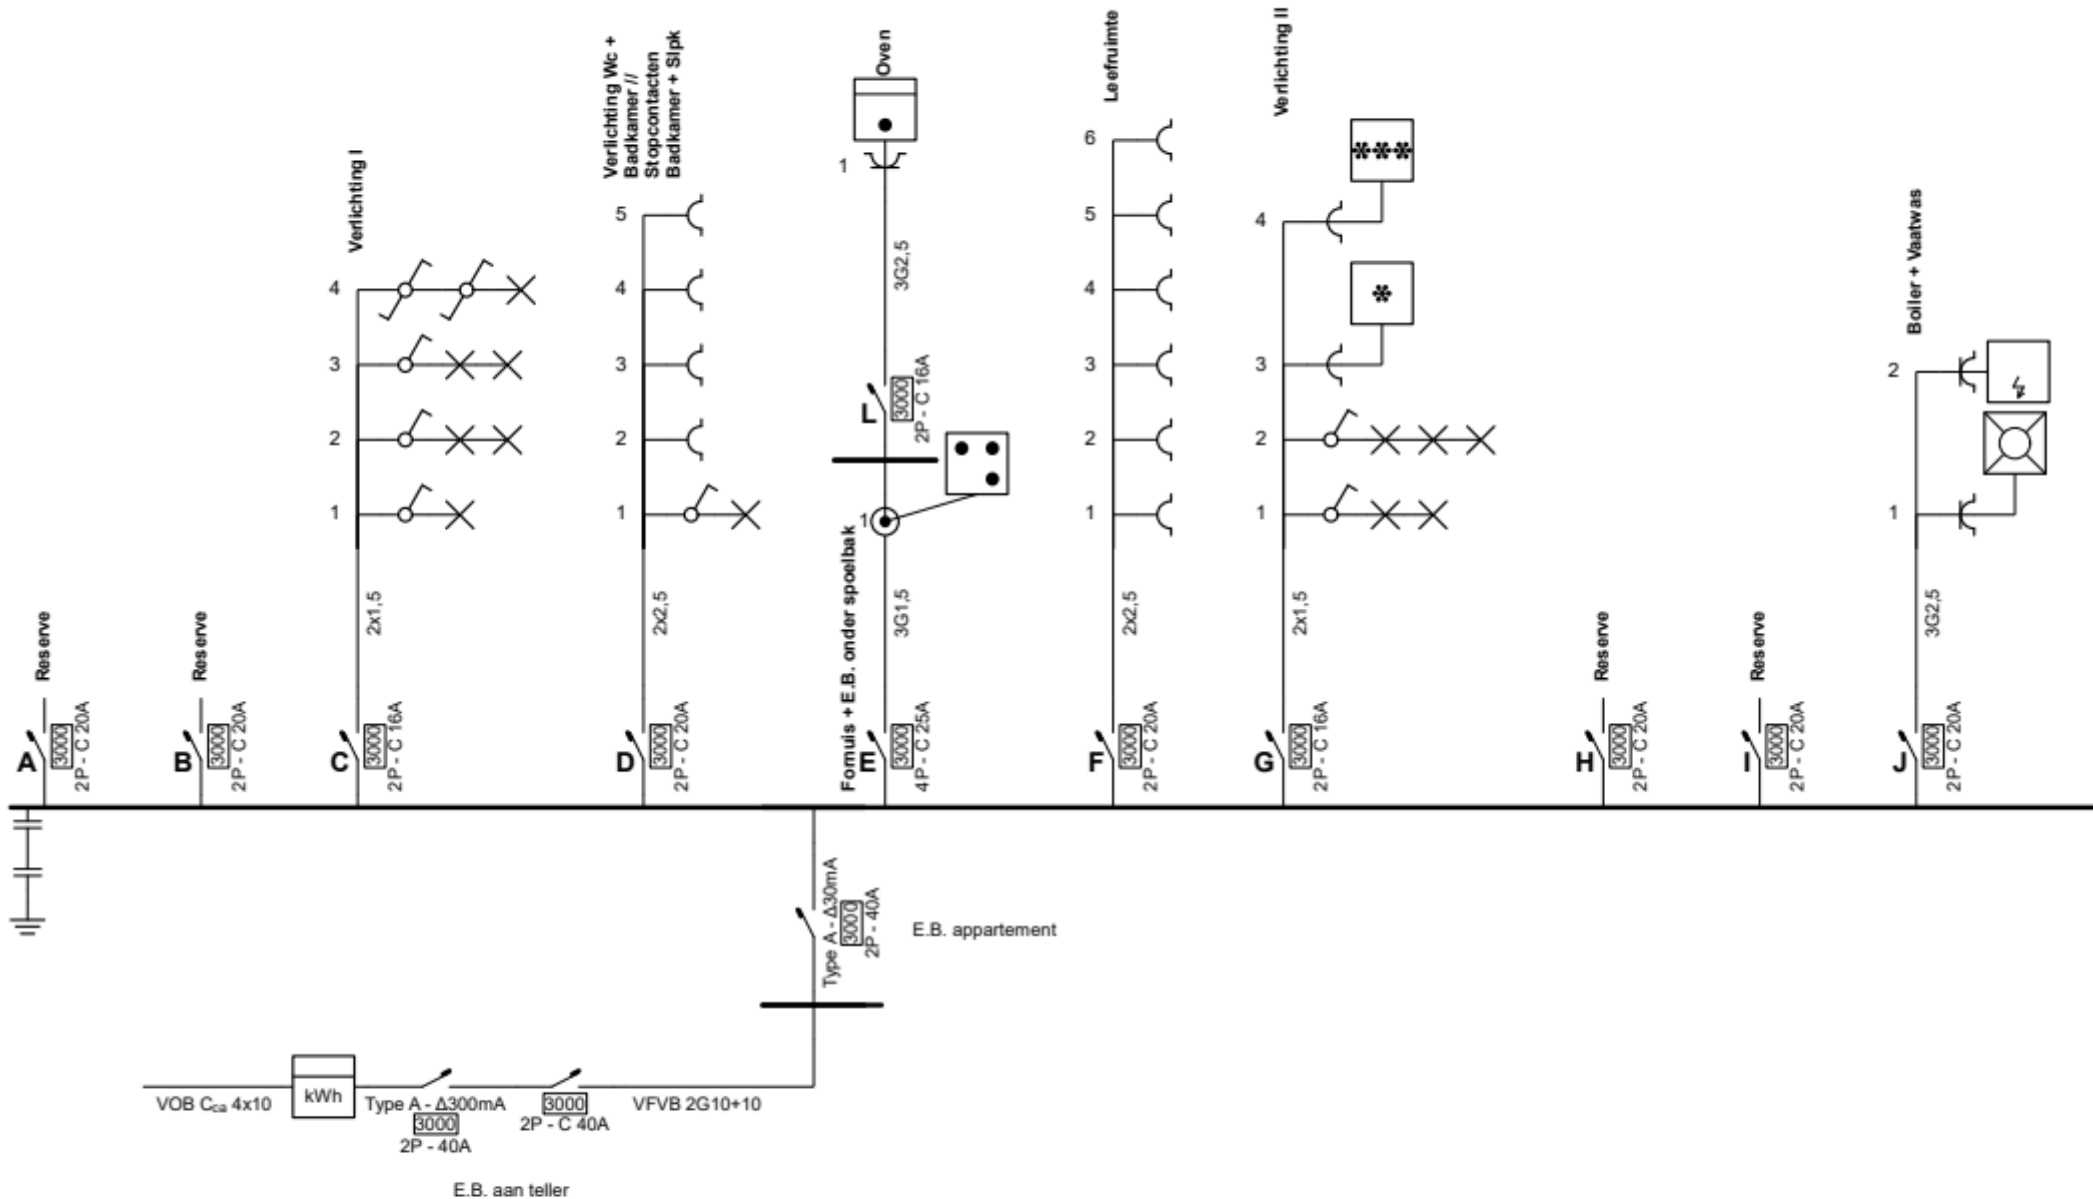 Reserve
A
3000
2P - C 20A
Reserve
B
3000
2P - C 20A
Verlichting I
4
3
2
1
2x1,5
C
3000
2P - C 16A
Verlichting Wc +
Badkamer //
Stopcontacten
Badkamer + Slpk
5
4
3
2
1
2x2,5
D
3000
2P - C 20A
Oven
1
3G2,5
L
3000
2P - C 16A
1
Fornuis + E.B. onder spoelbak
3G1,5
E
3000
4P - C 25A
Leefruimte
6
5
4
3
2
1
2x2,5
F
3000
2P - C 20A
Verlichting II
***
4
*
3
2
1
2x1,5
G
3000
2P - C 16A
Reserve
H
3000
2P - C 20A
Reserve
I
3000
2P - C 20A
Boiler + Vaatwas
2
1
3G2,5
J
3000
2P - C 20A
Type A - Δ30mA
3000
2P - 40A
E.B. appartement
VOB Cca 4x10
kWh
Type A - Δ300mA
3000
2P - 40A
3000
2P - C 40A
VFVB 2G10+10
E.B. aan teller